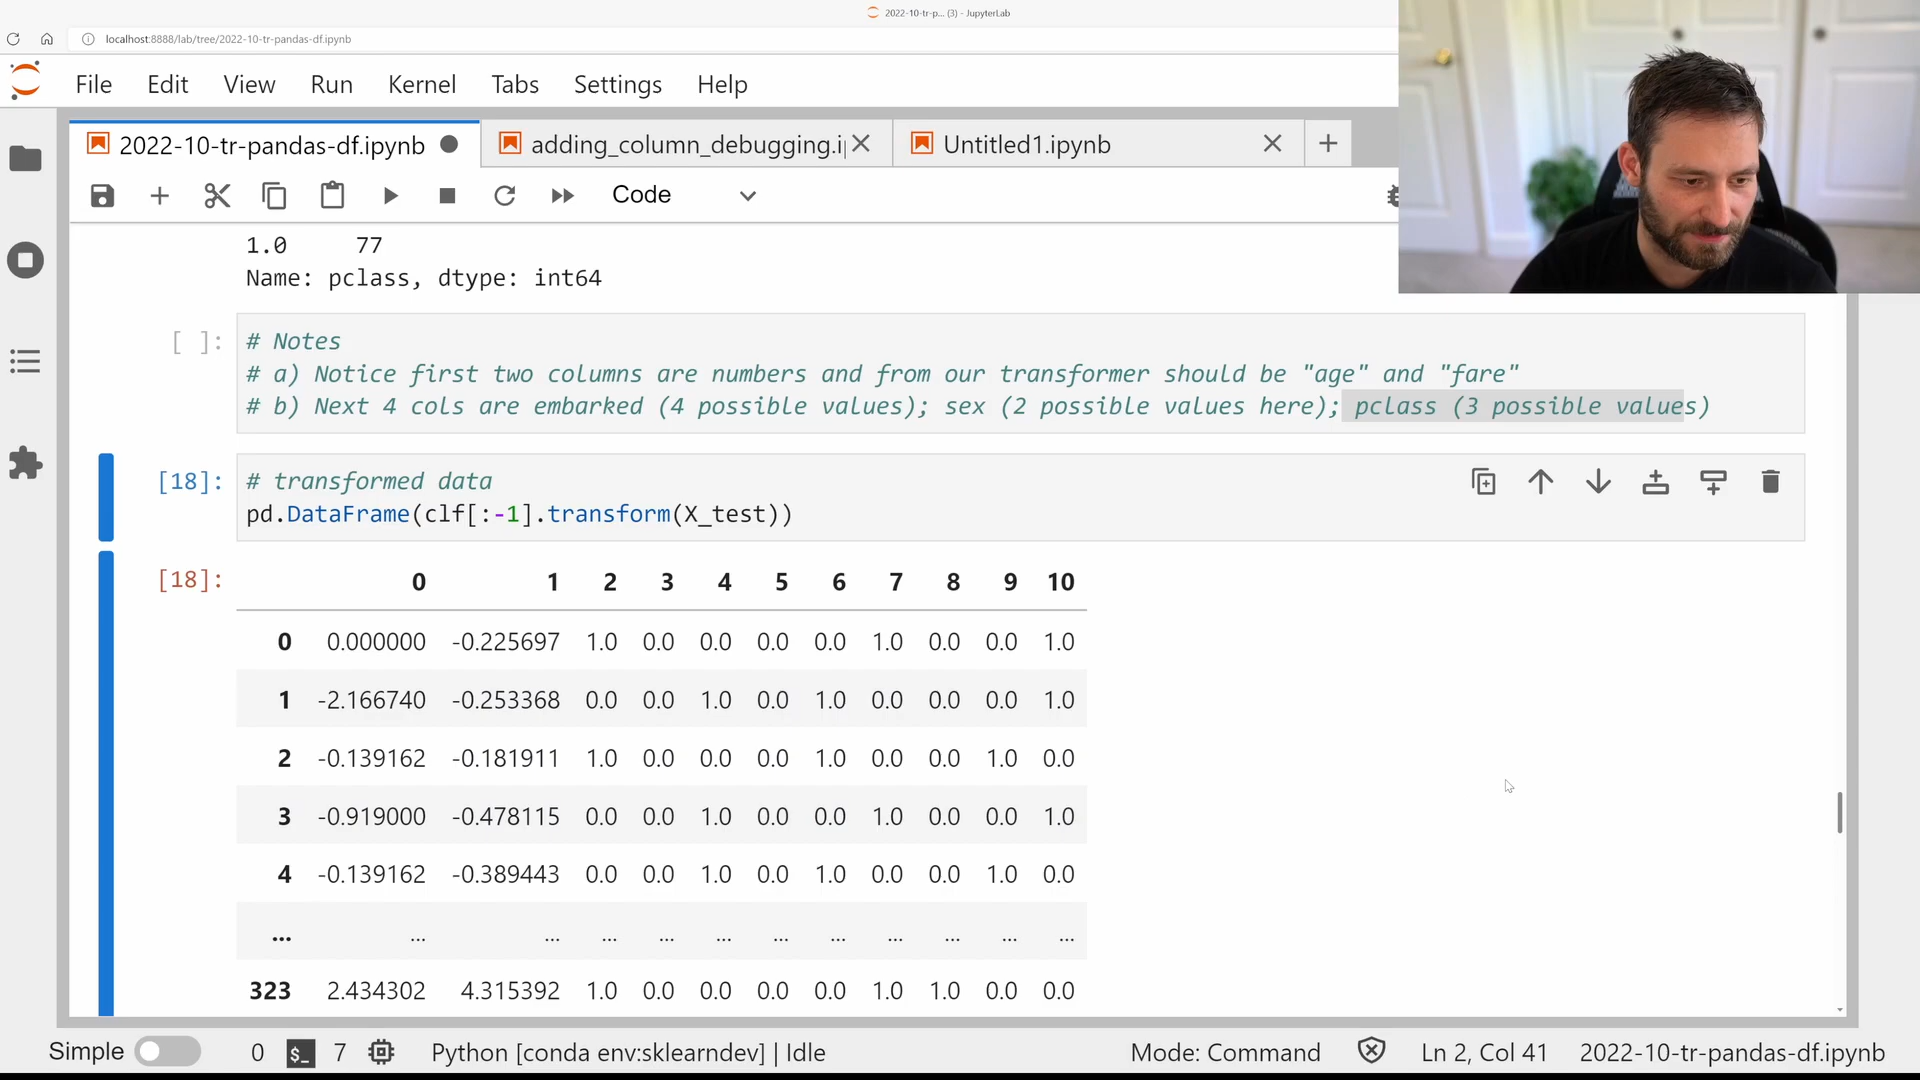 2022-10-tr-p... (3) - JupyterLab
localhost:8888/lab/tree/2022-10-tr-pandas-df.ipynb
File Edit View Run Kernel Tabs Settings Help
2022-10-tr-pandas-df.ipynb adding_column_debugging.i Untitled1.ipynb
Code
1.0 77
Name: pclass, dtype: int64
[ ]: # Notes
# a) Notice first two columns are numbers and from our transformer should be "age" and "fare"
# b) Next 4 cols are embarked (4 possible values); sex (2 possible values here); pclass (3 possible values)
[18]: # transformed data
pd.DataFrame(clf[:-1].transform(X_test))
[18]: 0 1 2 3 4 5 6 7 8 9 10
0 0.000000 -0.225697 1.0 0.0 0.0 0.0 0.0 1.0 0.0 0.0 1.0
1 -2.166740 -0.253368 0.0 0.0 1.0 0.0 1.0 0.0 0.0 0.0 1.0
2 -0.139162 -0.181911 1.0 0.0 0.0 0.0 1.0 0.0 0.0 1.0 0.0
3 -0.919000 -0.478115 0.0 0.0 1.0 0.0 0.0 1.0 0.0 0.0 1.0
4 -0.139162 -0.389443 0.0 0.0 1.0 0.0 1.0 0.0 0.0 1.0 0.0
... ... ... ... ... ... ... ... ... ... ... ...
323 2.434302 4.315392 1.0 0.0 0.0 0.0 0.0 1.0 1.0 0.0 0.0
Simple 0 $_ 7 Python [conda env:sklearndev] | Idle Mode: Command Ln 2, Col 41 2022-10-tr-pandas-df.ipynb